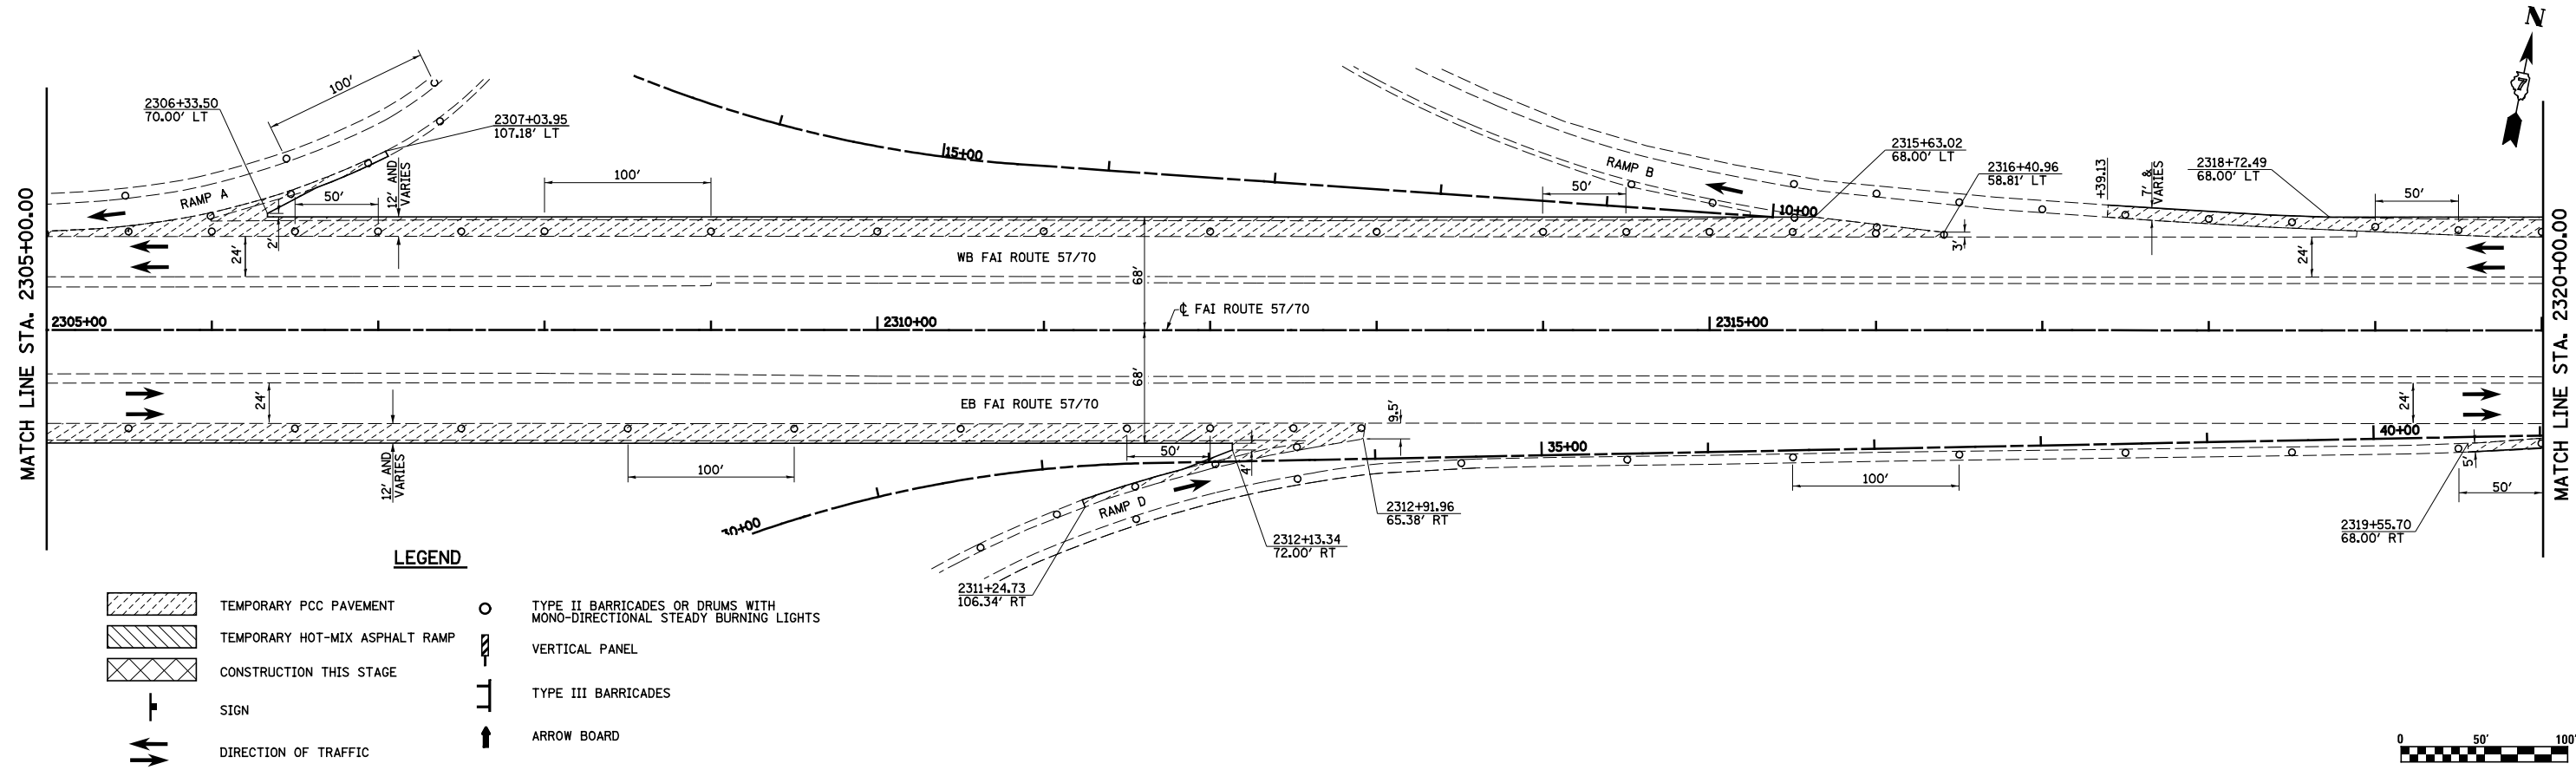 N
7
100'
2306+33.50
70.00' LT
2307+03.95
107.18' LT
RAMP A
50'
12' AND
VARIES
100'
15+00
RAMP B
50'
10+00
2315+63.02
68.00' LT
2316+40.96
58.81' LT
+39.13
7' &
VARIES
2318+72.49
68.00' LT
50'
MATCH LINE STA. 2305+00.00
24'
2'
WB FAI ROUTE 57/70
68'
3'
24'
MATCH LINE STA. 2320+00.00
℄ FAI ROUTE 57/70
2305+00
2310+00
2315+00
68'
24'
EB FAI ROUTE 57/70
9.5'
24'
12' AND
VARIES
100'
50'
4'
35+00
40+00
100'
5'
50'
30+00
RAMP D
2312+91.96
65.38' RT
2312+13.34
72.00' RT
2311+24.73
106.34' RT
2319+55.70
68.00' RT
LEGEND
TEMPORARY PCC PAVEMENT
TEMPORARY HOT-MIX ASPHALT RAMP
CONSTRUCTION THIS STAGE
SIGN
DIRECTION OF TRAFFIC
TYPE II BARRICADES OR DRUMS WITH
MONO-DIRECTIONAL STEADY BURNING LIGHTS
VERTICAL PANEL
TYPE III BARRICADES
ARROW BOARD
0 50' 100'